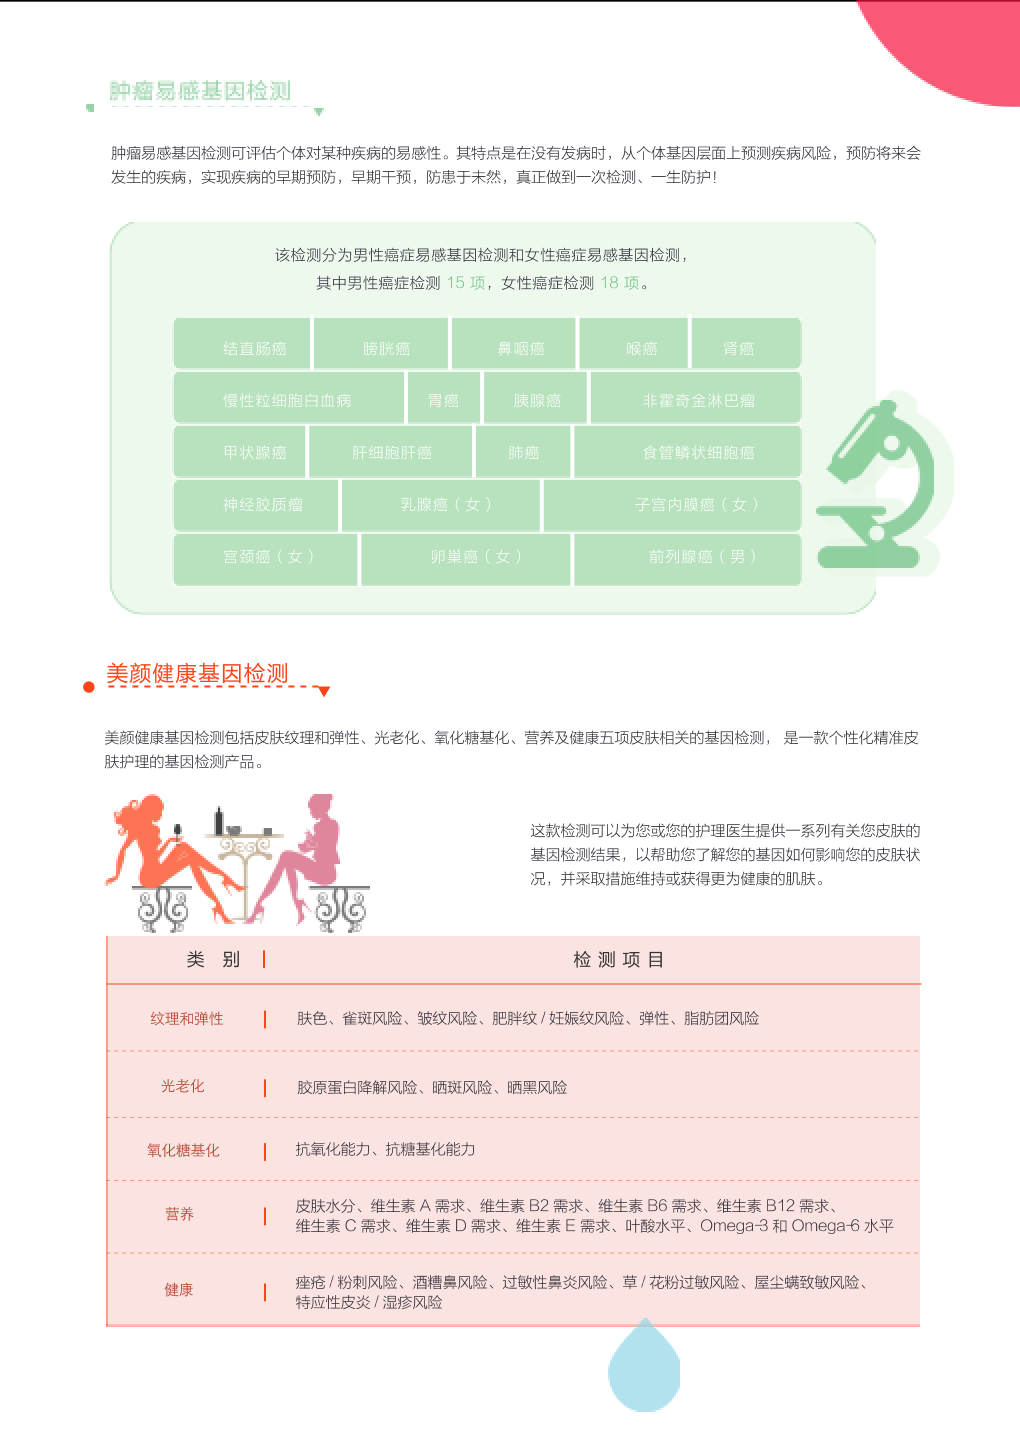 肿瘤易感基因检测
肿瘤易感基因检测可评估个体对某种疾病的易感性。其特点是在没有发病时，从个体基因层面上预测疾病风险，预防将来会
发生的疾病，实现疾病的早期预防，早期干预，防患于未然，真正做到一次检测、一生防护！
该检测分为男性癌症易感基因检测和女性癌症易感基因检测，
其中男性癌症检测 15 项，女性癌症检测 18 项。
结直肠癌 膀胱癌 鼻咽癌 喉癌 肾癌
慢性粒细胞白血病 胃癌 胰腺癌 非霍奇金淋巴瘤
甲状腺癌 肝细胞肝癌 肺癌 食管鳞状细胞癌
神经胶质瘤 乳腺癌（女） 子宫内膜癌（女）
宫颈癌（女） 卵巢癌（女） 前列腺癌（男）
美颜健康基因检测
美颜健康基因检测包括皮肤纹理和弹性、光老化、氧化糖基化、营养及健康五项皮肤相关的基因检测， 是一款个性化精准皮
肤护理的基因检测产品。
这款检测可以为您或您的护理医生提供一系列有关您皮肤的
基因检测结果，以帮助您了解您的基因如何影响您的皮肤状
况，并采取措施维持或获得更为健康的肌肤。
类 别 检测项目
纹理和弹性 肤色、雀斑风险、皱纹风险、肥胖纹 / 妊娠纹风险、弹性、脂肪团风险
光老化 胶原蛋白降解风险、晒斑风险、晒黑风险
氧化糖基化 抗氧化能力、抗糖基化能力
营养 皮肤水分、维生素 A 需求、维生素 B2 需求、维生素 B6 需求、维生素 B12 需求、
维生素 C 需求、维生素 D 需求、维生素 E 需求、叶酸水平、Omega-3 和 Omega-6 水平
健康 痤疮 / 粉刺风险、酒糟鼻风险、过敏性鼻炎风险、草 / 花粉过敏风险、屋尘螨致敏风险、
特应性皮炎 / 湿疹风险